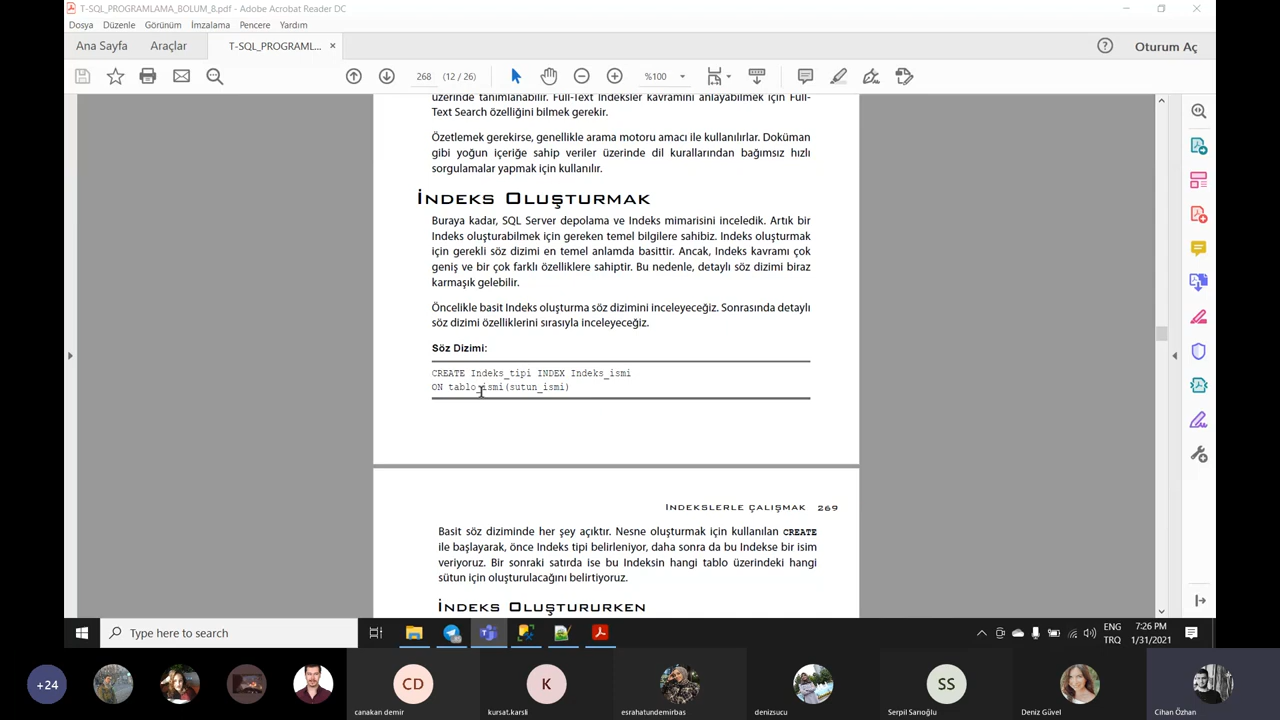 T-SQL_PROGRAMLAMA_BOLUM_8.pdf - Adobe Acrobat Reader DC
Dosya Düzenle Görünüm İmzalama Pencere Yardım
Ana Sayfa Araçlar T-SQL_PROGRAML... × Oturum Aç
268 (12 / 26) %100
üzerinde tanımlanabilir. Full-Text İndeksler kavramını anlayabilmek için Full-
Text Search özelliğini bilmek gerekir.
Özetlemek gerekirse, genellikle arama motoru amacı ile kullanılırlar. Doküman
gibi yoğun içeriğe sahip veriler üzerinde dil kurallarından bağımsız hızlı
sorgulamalar yapmak için kullanılır.
İndeks Oluşturmak
Buraya kadar, SQL Server depolama ve Indeks mimarisini inceledik. Artık bir
Indeks oluşturabilmek için gereken temel bilgilere sahibiz. Indeks oluşturmak
için gerekli söz dizimi en temel anlamda basittir. Ancak, Indeks kavramı çok
geniş ve bir çok farklı özelliklere sahiptir. Bu nedenle, detaylı söz dizimi biraz
karmaşık gelebilir.
Öncelikle basit Indeks oluşturma söz dizimini inceleyeceğiz. Sonrasında detaylı
söz dizimi özelliklerini sırasıyla inceleyeceğiz.
Söz Dizimi:
CREATE Indeks_tipi INDEX Indeks_ismi
ON tablo_ismi(sutun_ismi)
Indekslerle Çalışmak 269
Basit söz diziminde her şey açıktır. Nesne oluşturmak için kullanılan CREATE
ile başlayarak, önce Indeks tipi belirleniyor, daha sonra da bu Indekse bir isim
veriyoruz. Bir sonraki satırda ise bu Indeksin hangi tablo üzerindeki hangi
sütun için oluşturulacağını belirtiyoruz.
İndeks Oluştururken
Type here to search
ENG 7:26 PM
TRQ 1/31/2021
+24 CD K SS
canakan demir kursat.karsli esrahatundemirbas denizsucu Serpil Sarıoğlu Deniz Güvel Cihan Özhan